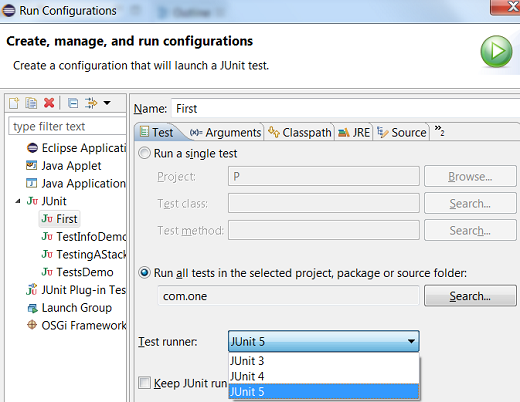 Run Configurations
Create, manage, and run configurations
Create a configuration that will launch a JUnit test.
type filter text
Eclipse Applicati
Java Applet
Java Application
JUnit
First
TestInfoDemo
TestingAStack
TestsDemo
JUnit Plug-in Tes
Launch Group
OSGi Framework
Name: First
Test
Arguments
Classpath
JRE
Source
»2
Run a single test
Project: P Browse...
Test class: Search...
Test method: Search...
Run all tests in the selected project, package or source folder:
com.one Search...
Test runner: JUnit 5
JUnit 3
JUnit 4
JUnit 5
Keep JUnit run